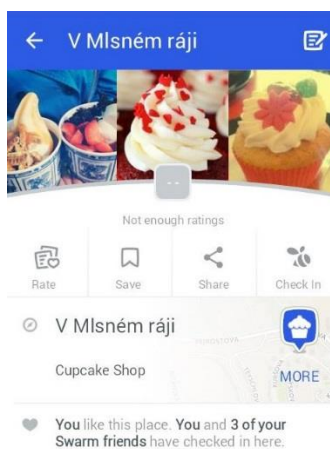 V Mlsném ráji
--
Not enough ratings
Rate Save Share Check In
V Mlsném ráji
Cupcake Shop
MORE
You like this place. You and 3 of your
Swarm friends have checked in here.